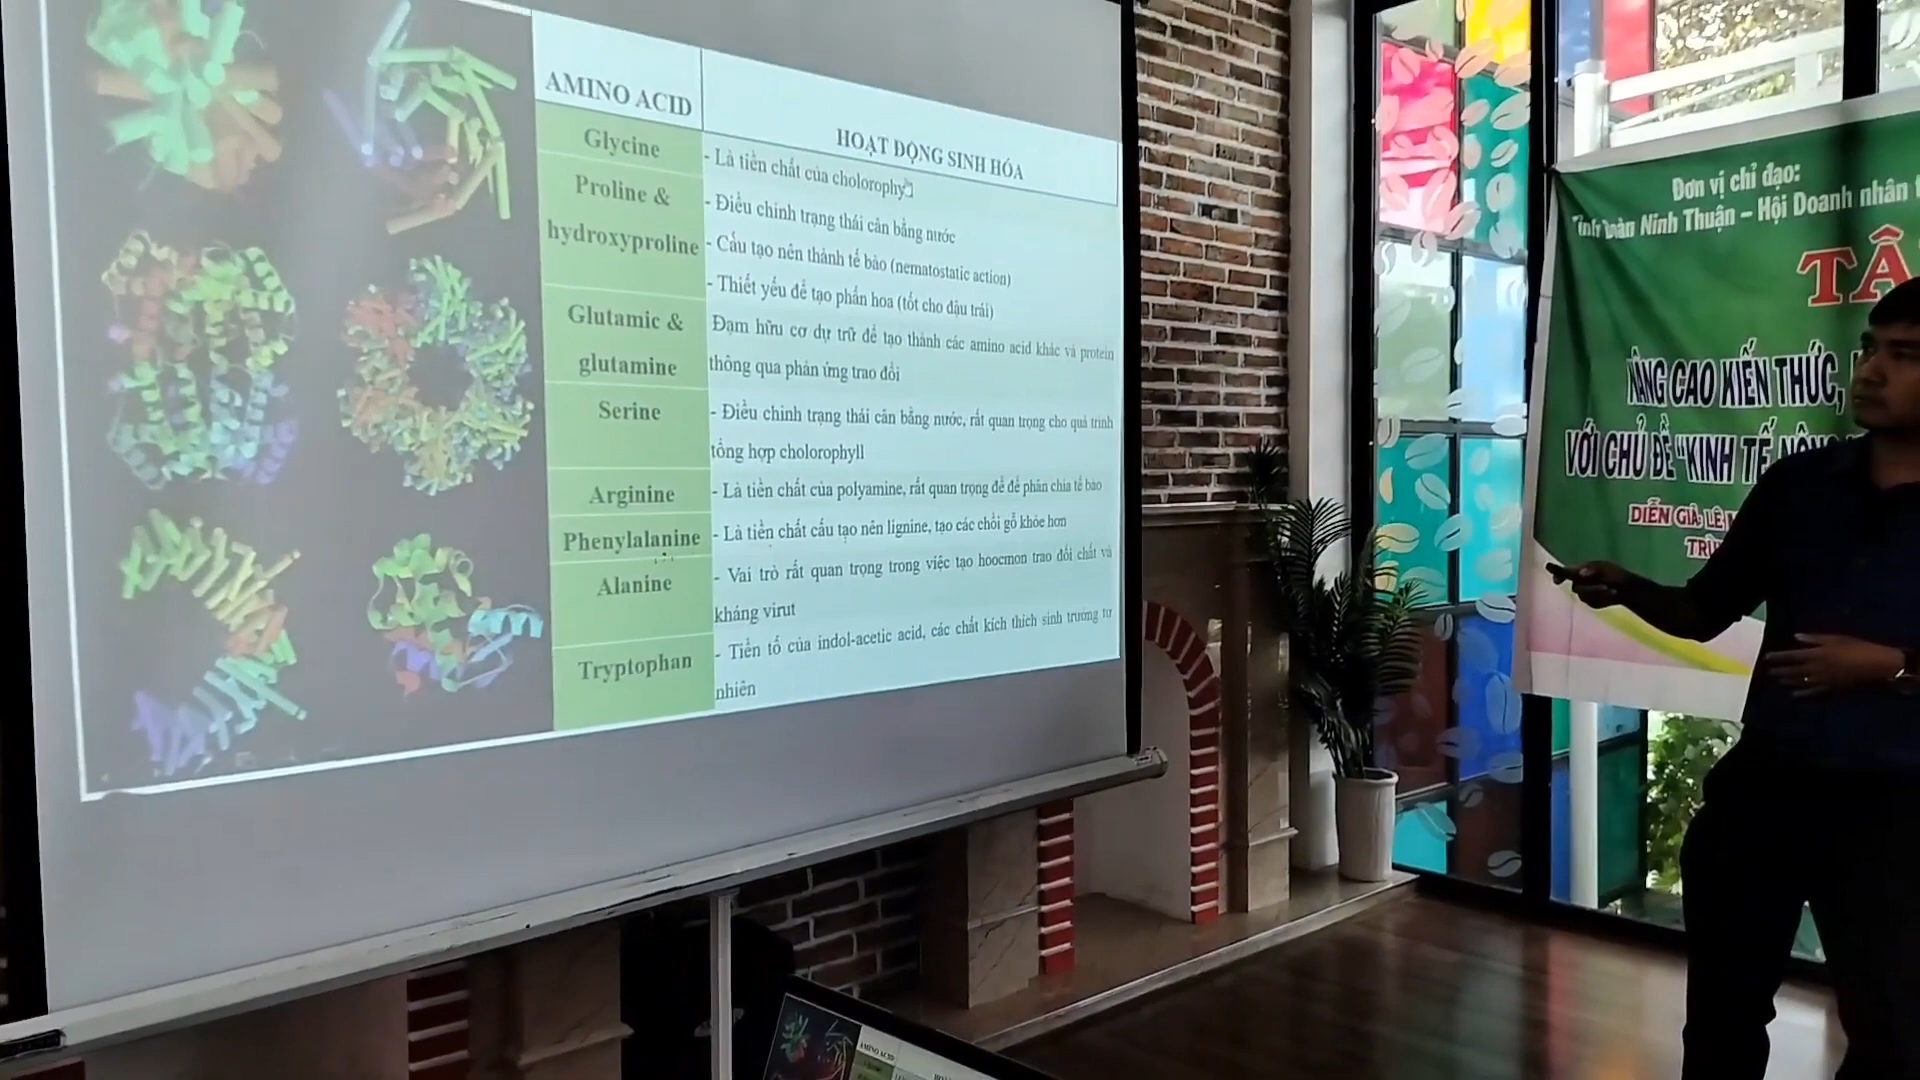 AMINO ACID
HOẠT ĐỘNG SINH HÓA
Glycine
- Là tiền chất của cholorophy
Proline &
hydroxyproline
- Điều chỉnh trạng thái cân bằng nước
- Cấu tạo nên thành tế bào (nematostatic action)
- Thiết yếu để tạo phấn hoa (tốt cho đậu trái)
Glutamic &
glutamine
Đạm hữu cơ dự trữ để tạo thành các amino acid khác và protein
thông qua phản ứng trao đổi
Serine
- Điều chỉnh trạng thái cân bằng nước, rất quan trọng cho quá trình
tổng hợp cholorophyll
Arginine
- Là tiền chất của polyamine, rất quan trọng để để phân chia tế bào
Phenylalanine
- Là tiền chất cấu tạo nên lignine, tạo các chồi gỗ khỏe hơn
Alanine
- Vai trò rất quan trọng trong việc tạo hoocmon trao đổi chất và
kháng virut
Tryptophan
- Tiền tố của indol-acetic acid, các chất kích thích sinh trưởng tự
nhiên
Đơn vị chỉ đạo:
Tỉnh Đoàn Ninh Thuận – Hội Doanh nhân
TÂ
NÂNG CAO KIẾN THỨC,
VỚI CHỦ ĐỀ "KINH TẾ NÔNG
DIỄN GIẢ: LÊ
AMINO ACID